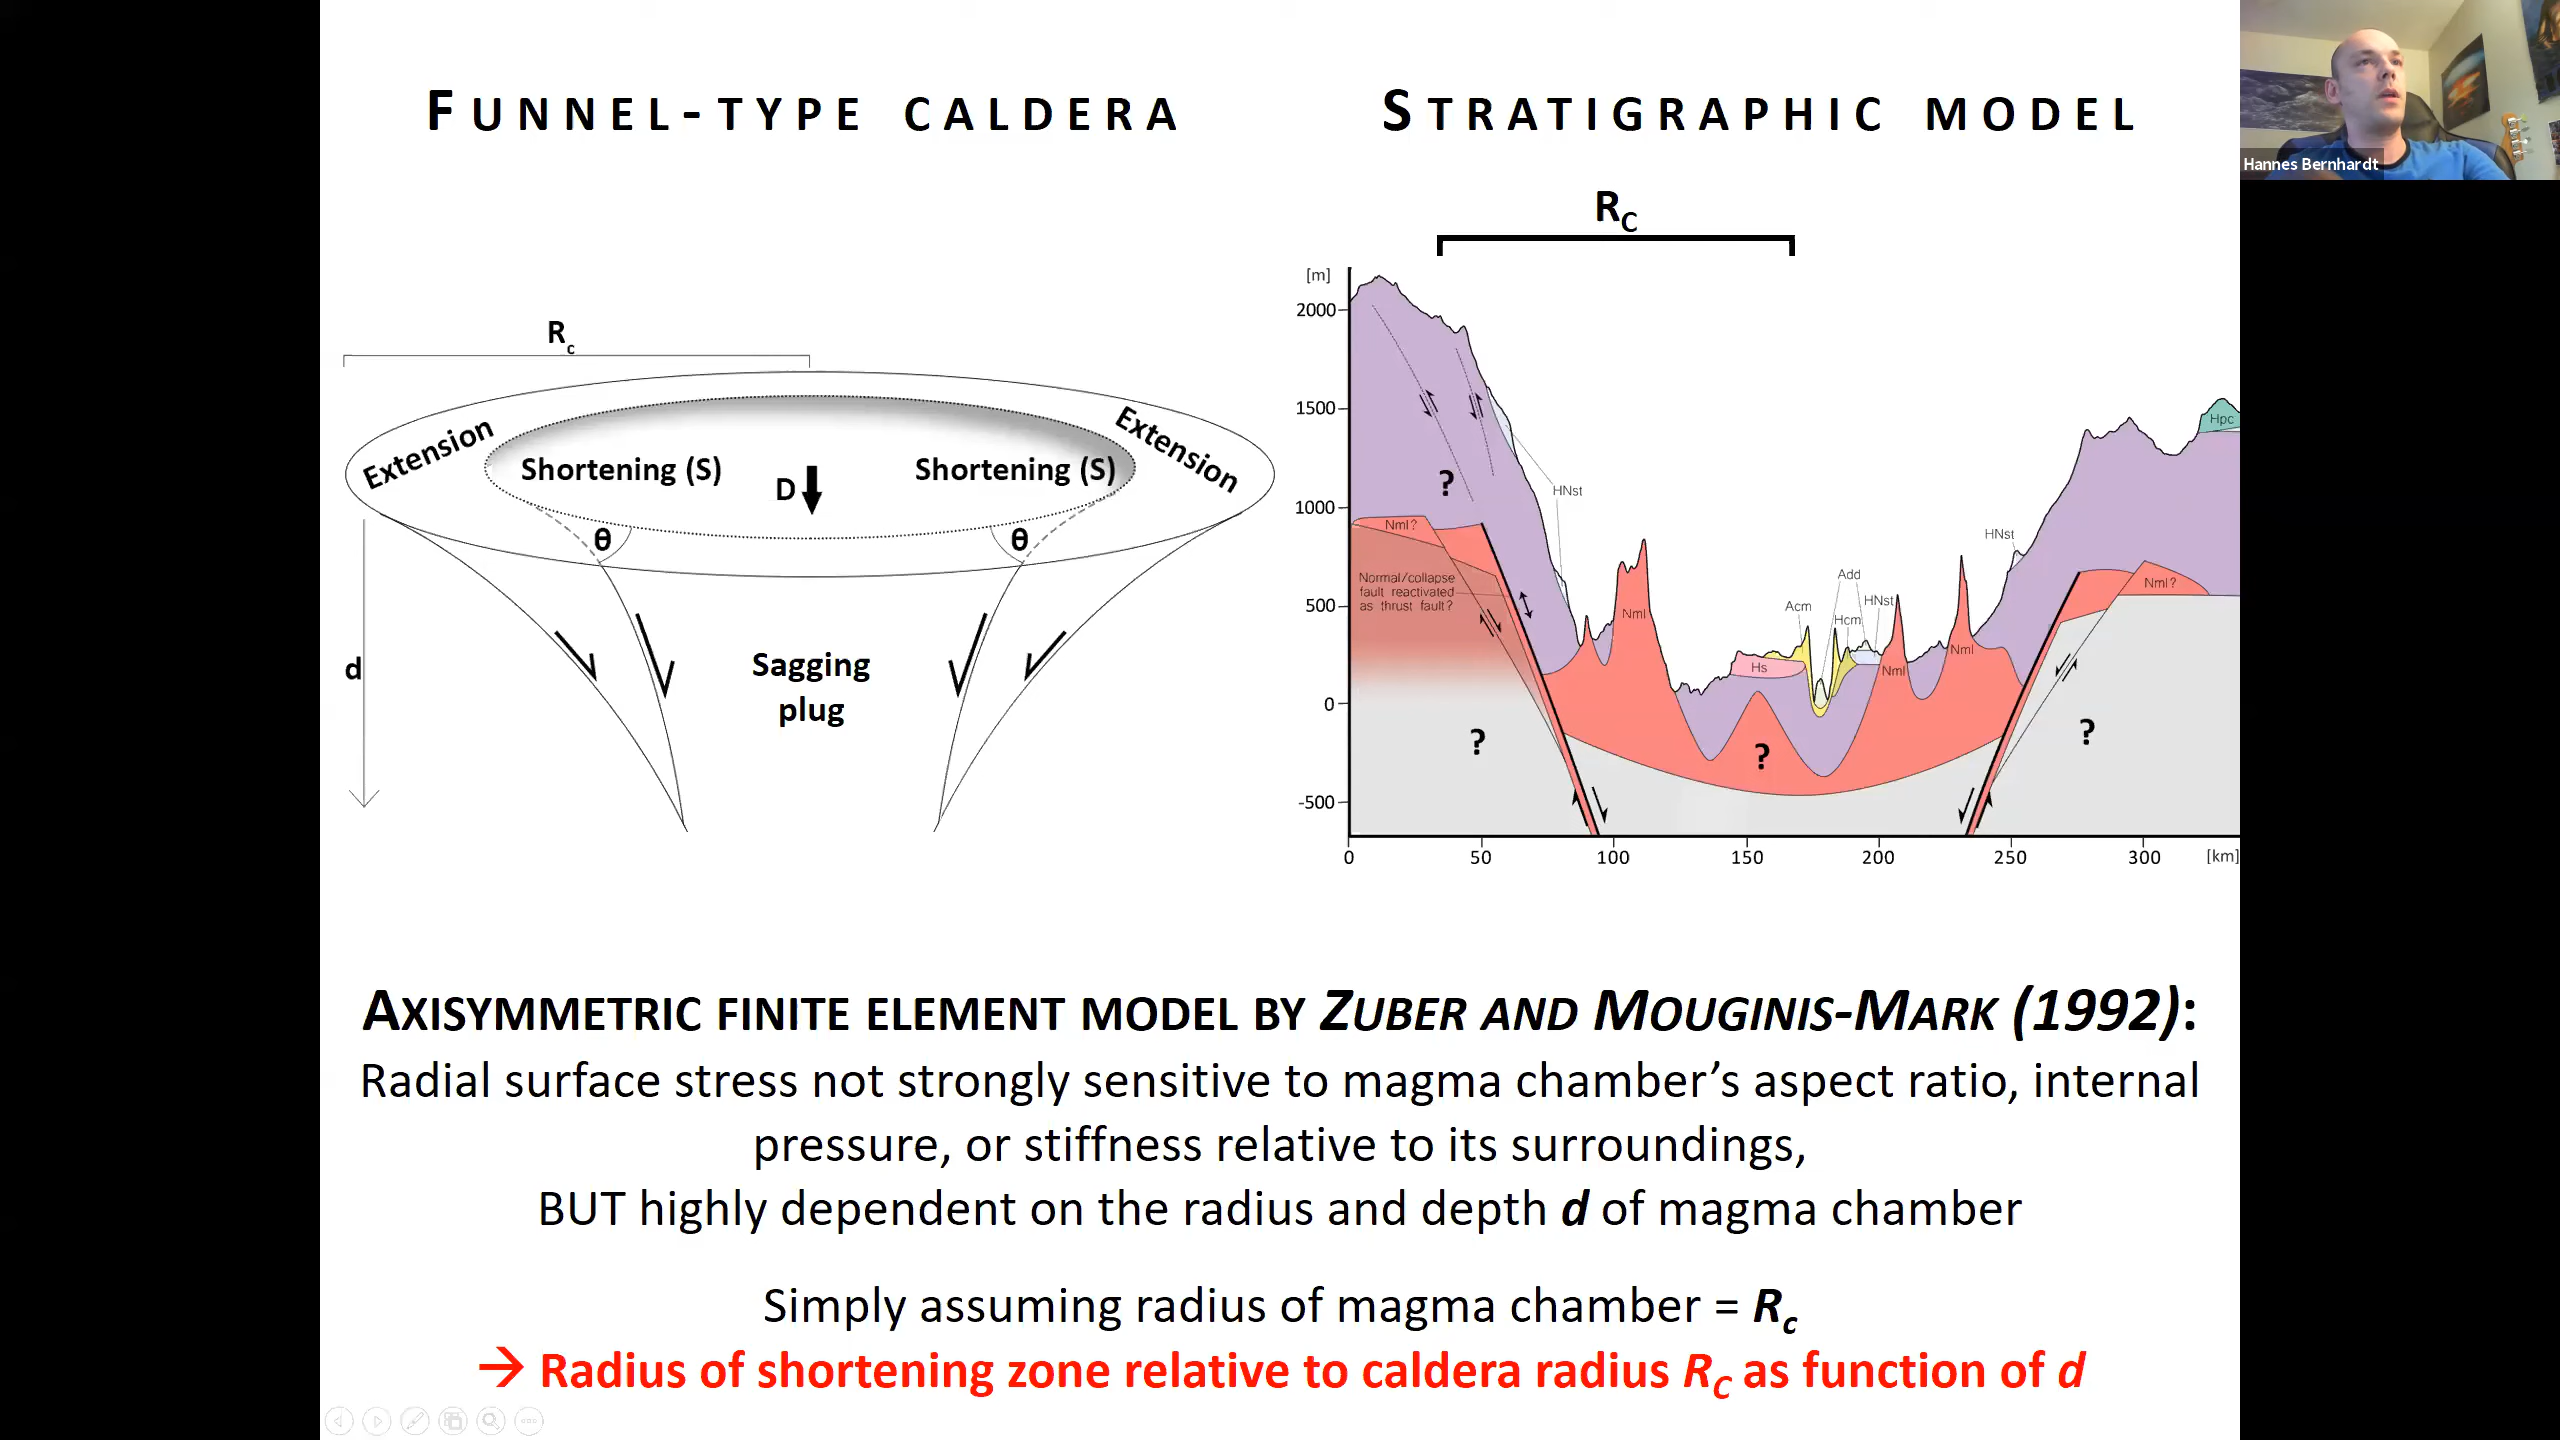 FUNNEL-TYPE CALDERA
STRATIGRAPHIC MODEL
Hannes Bernhardt
Rc
Extension
Extension
Shortening (S)
Shortening (S)
D
θ
θ
d
Sagging
plug
RC
[m]
2000
1500
1000
500
0
-500
0
50
100
150
200
250
300
[km]
?
HNst
Nml?
Normal/collapse
fault reactivated
as thrust fault?
Nml
Acm
Add
HNst
Hcm
Hs
Nml
Nml
HNst
Hpc
Nml?
?
?
?
AXISYMMETRIC FINITE ELEMENT MODEL BY ZUBER AND MOUGINIS-MARK (1992):
Radial surface stress not strongly sensitive to magma chamber’s aspect ratio, internal
pressure, or stiffness relative to its surroundings,
BUT highly dependent on the radius and depth d of magma chamber
Simply assuming radius of magma chamber = Rc
→ Radius of shortening zone relative to caldera radius RC as function of d